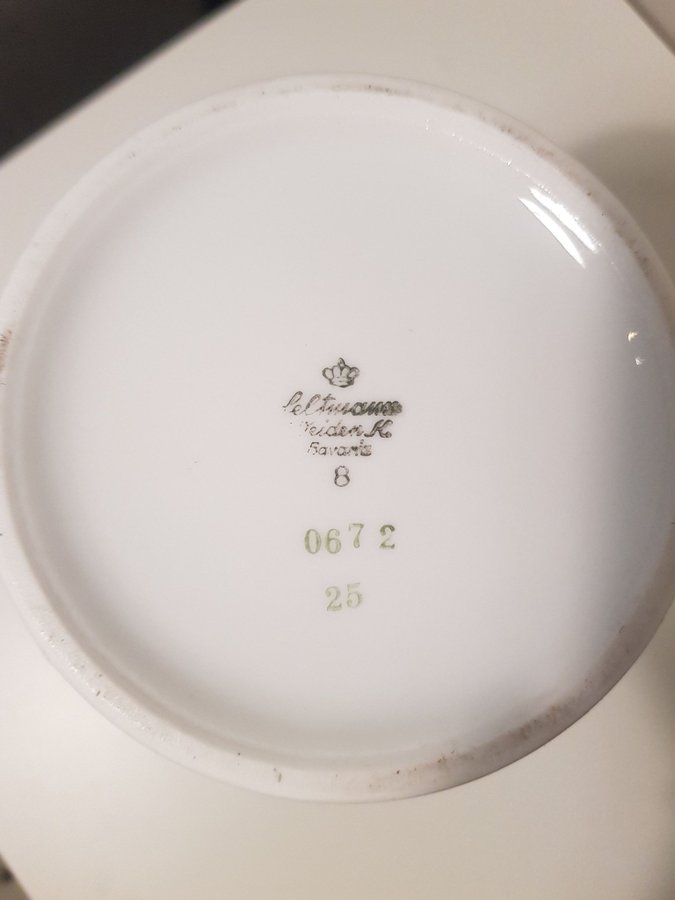 Seltmann
Weiden K.
Bavaria
8
0672
25